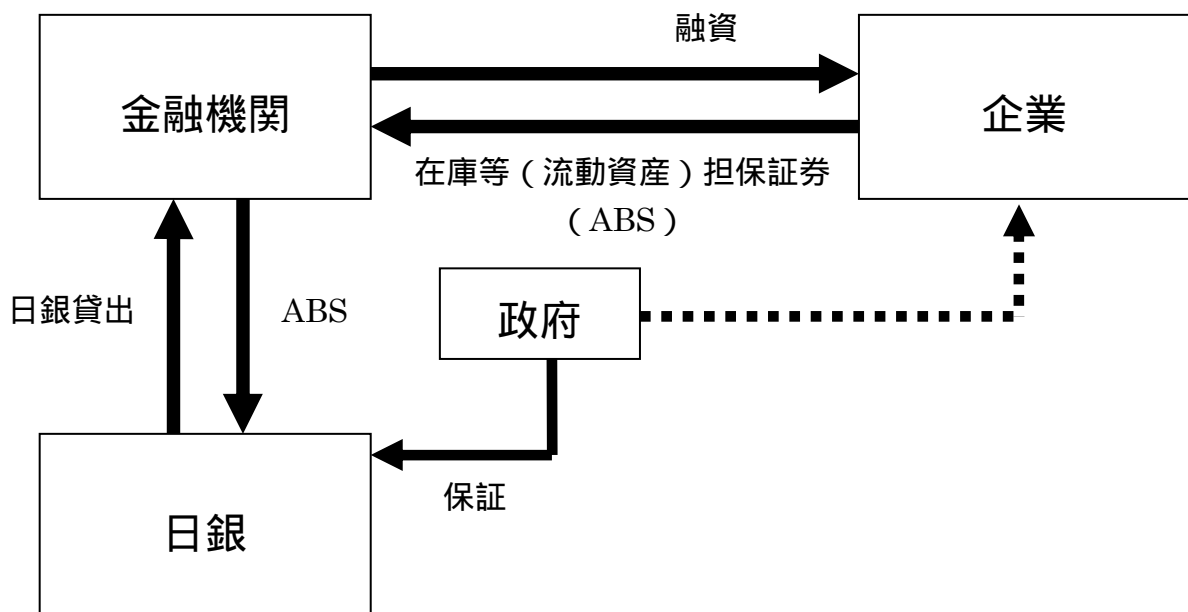 融資
金融機関
企業
在庫等（流動資産）担保証券
（ABS）
日銀貸出
ABS
政府
保証
日銀